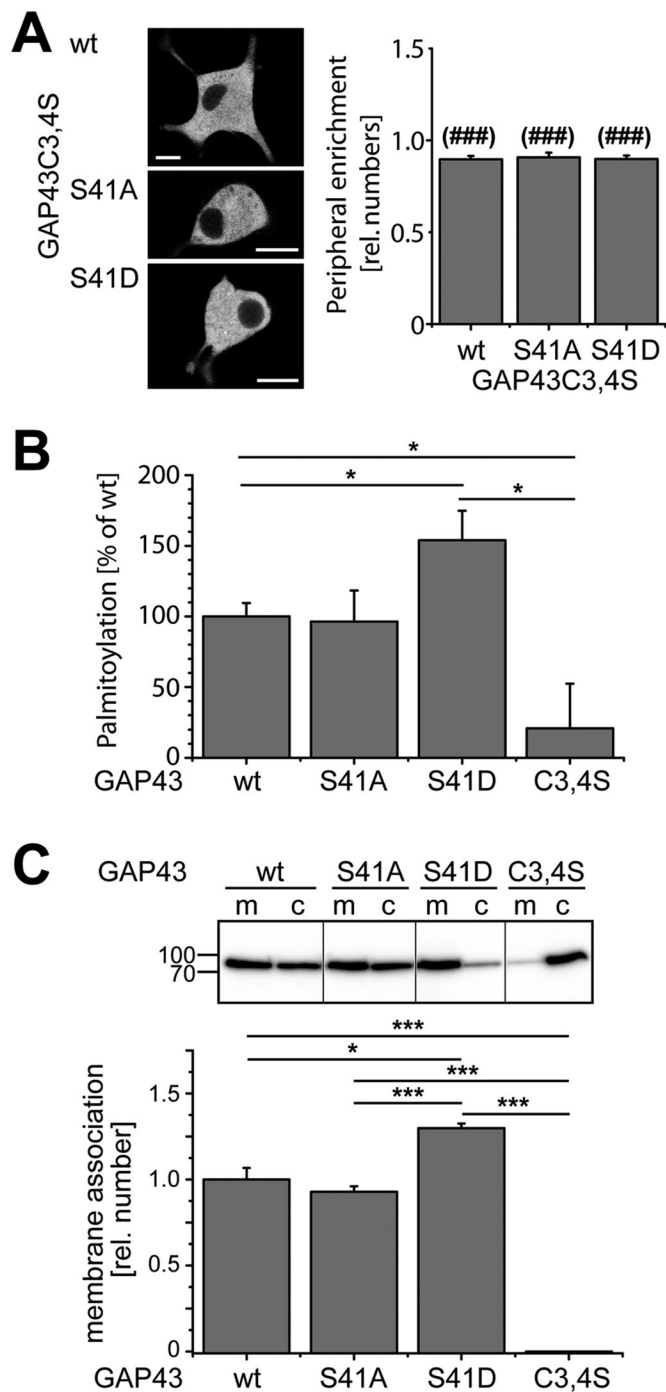 A
wt
S41A
S41D
GAP43C3,4S
Peripheral enrichment
[rel. numbers]
1.5
1.0
0.5
0
(###) (###) (###)
wt S41A S41D
GAP43C3,4S
B
Palmitoylation [% of wt]
200
150
100
50
0
*
*
*
GAP43 wt S41A S41D C3,4S
C
GAP43 wt S41A S41D C3,4S
m c m c m c m c
100
70
membrane association
[rel. number]
1.5
1.0
0.5
0
***
*
***
***
***
GAP43 wt S41A S41D C3,4S